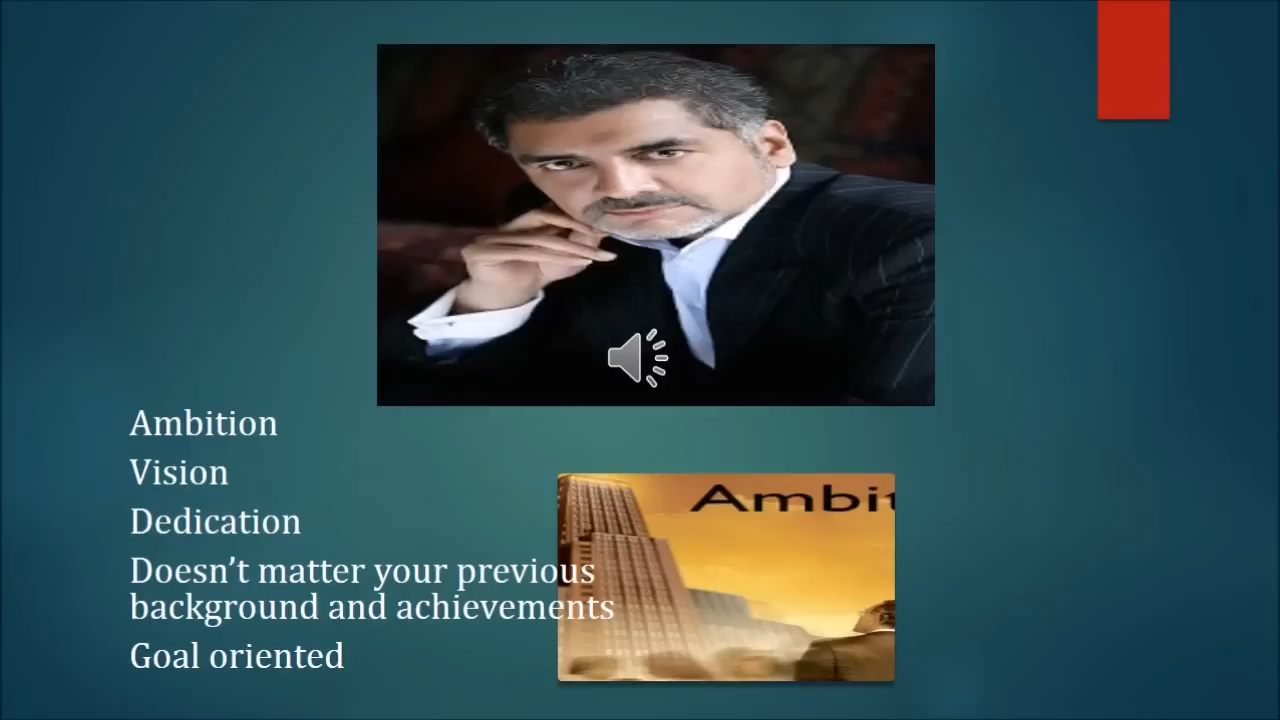 Ambition
Vision
Dedication
Ambit
Doesn’t matter your previous
background and achievements
Goal oriented